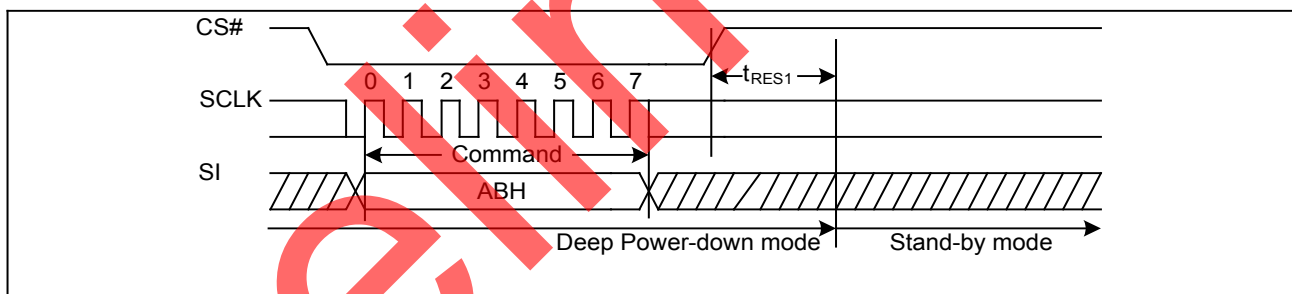 CS#
tRES1
0 1 2 3 4 5 6 7
SCLK
Command
SI
ABH
Deep Power-down mode Stand-by mode